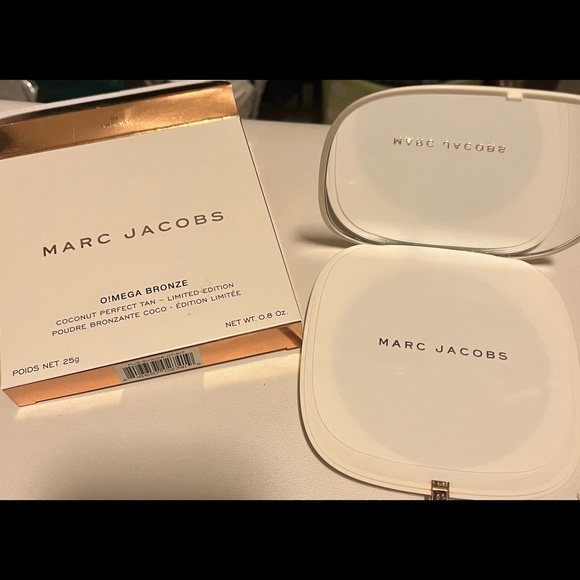 MARC JACOBS
O!MEGA BRONZE
COCONUT PERFECT TAN – LIMITED-EDITION
POUDRE BRONZANTE COCO - ÉDITION LIMITÉE
POIDS NET 25g
NET WT. 0.8 OZ.
MARC JACOBS
MARC JACOBS